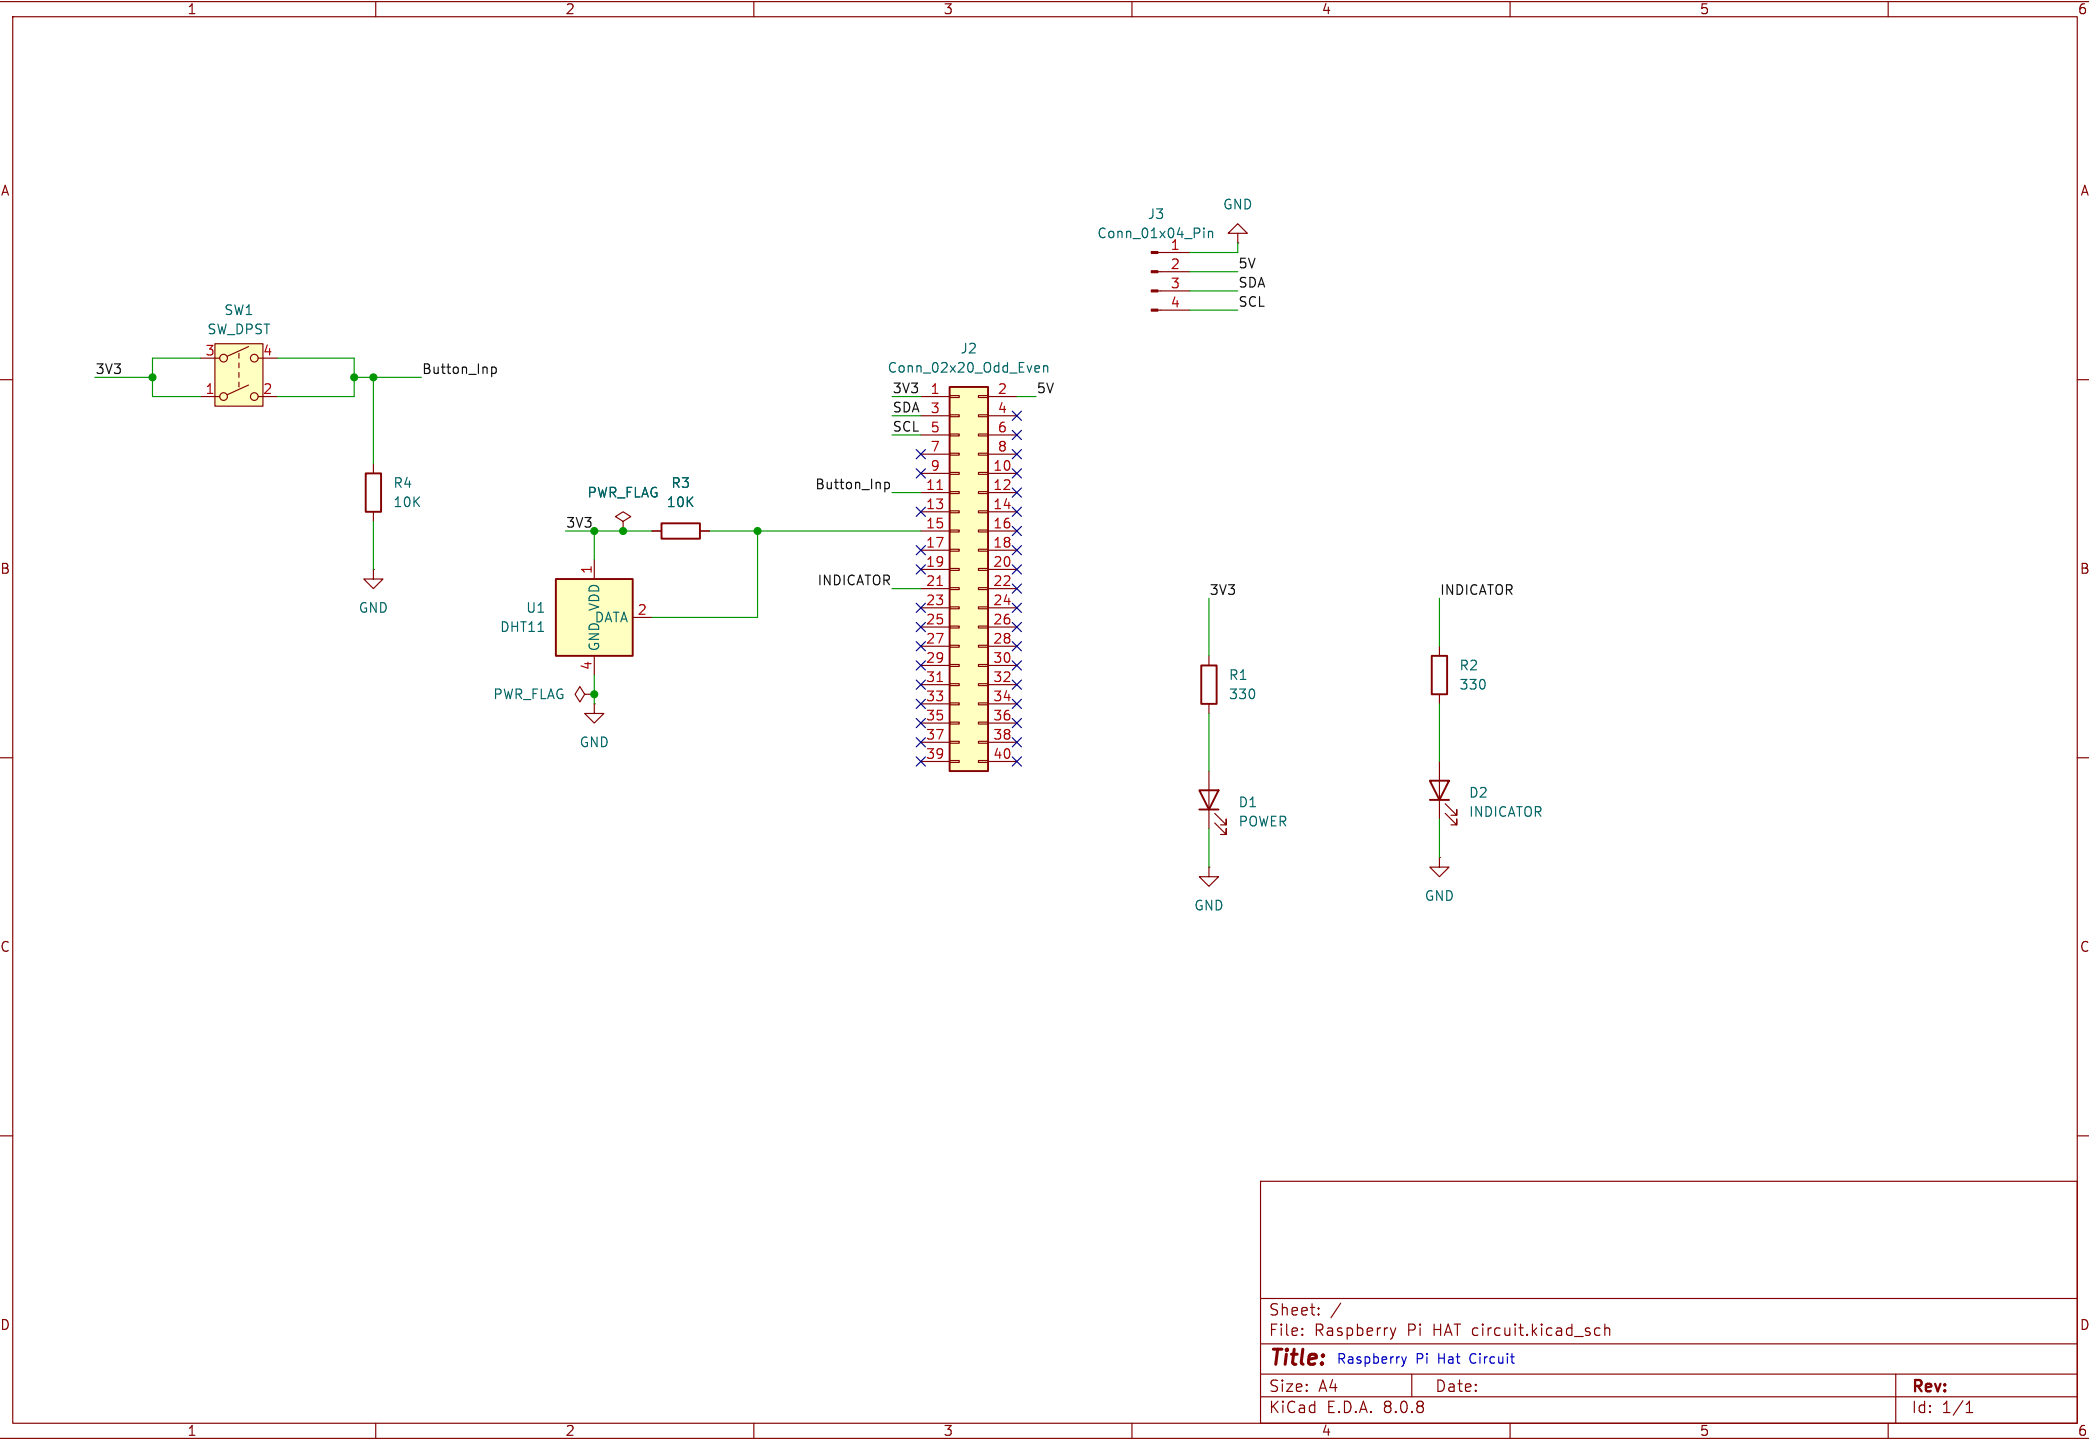 1 2 3 4 5 6
A A
GND
J3
Conn_01x04_Pin
1
2 5V
3 SDA
4 SCL
SW1
SW_DPST
3 4
3V3 Button_Inp
1 2
R4
10K
GND
J2
Conn_02x20_Odd_Even
3V3 1 2 5V
SDA 3 4
SCL 5 6
7 8
9 10
Button_Inp 11 12
13 14
15 16
17 18
19 20
INDICATOR 21 22
23 24
25 26
27 28
29 30
31 32
33 34
35 36
37 38
39 40
PWR_FLAG
R3
10K
3V3
1
VDD
U1
DHT11
DATA 2
GND
4
PWR_FLAG
GND
B B
3V3
R1
330
D1
POWER
GND
INDICATOR
R2
330
D2
INDICATOR
GND
C C
D D
Sheet: /
File: Raspberry Pi HAT circuit.kicad_sch
Title: Raspberry Pi Hat Circuit
Size: A4 Date: Rev:
KiCad E.D.A. 8.0.8 Id: 1/1
1 2 3 4 5 6